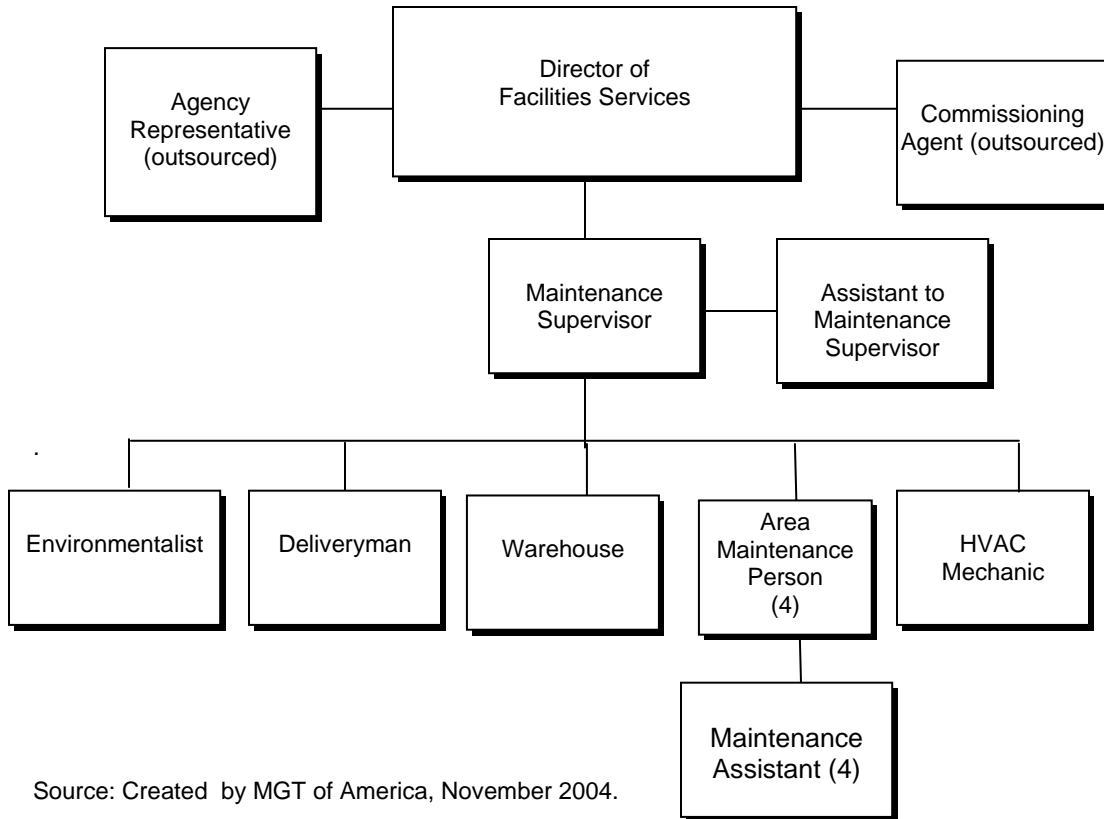 Director of
Facilities Services
Agency
Representative
(outsourced)
Commissioning
Agent (outsourced)
Maintenance
Supervisor
Assistant to
Maintenance
Supervisor
.
Environmentalist
Deliveryman
Warehouse
Area
Maintenance
Person
(4)
HVAC
Mechanic
Maintenance
Assistant (4)
Source: Created  by MGT of America, November 2004.